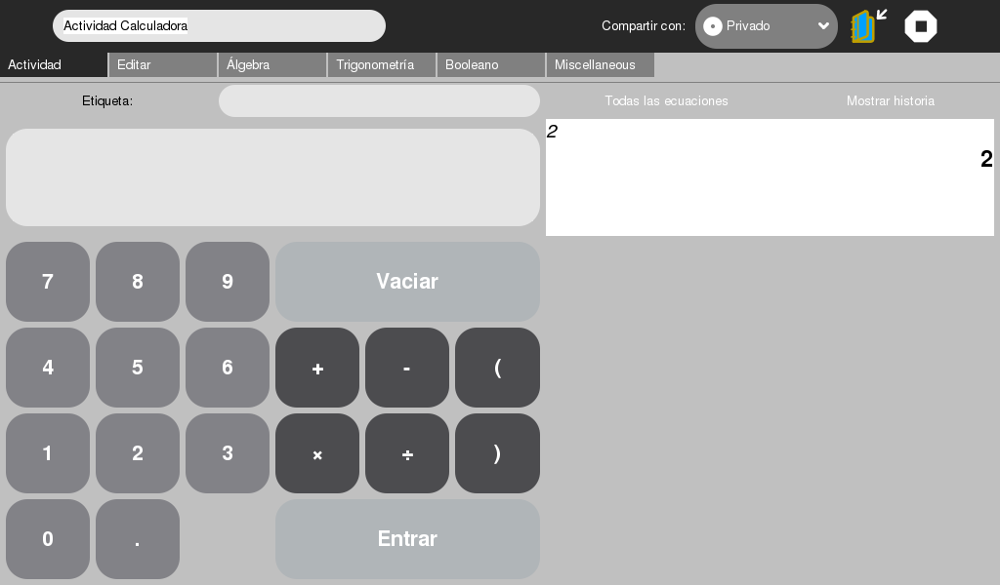 Actividad Calculadora
Compartir con: Privado
Actividad Editar Álgebra Trigonometría Booleano Miscellaneous
Etiqueta: Todas las ecuaciones Mostrar historia
2
2
7 8 9 Vaciar
4 5 6 + - (
1 2 3 × ÷ )
0 . Entrar